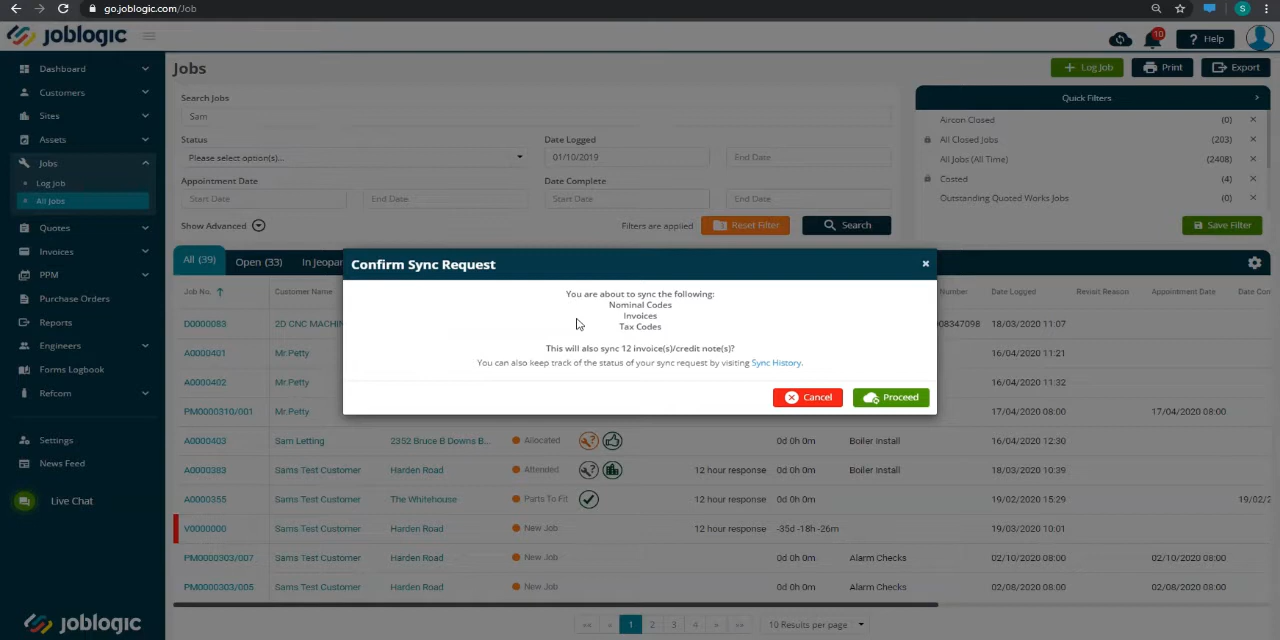 go.joblogic.com/Job
S
joblogic
10
? Help
Dashboard
Customers
Sites
Assets
Jobs
Log Job
All Jobs
Quotes
Invoices
PPM
Purchase Orders
Reports
Engineers
Forms Logbook
Refcom
Settings
News Feed
Live Chat
joblogic
Jobs
+ Log Job
Print
Export
Search Jobs
Sam
Status
Date Logged
Please select option(s)...
01/10/2019
End Date
Appointment Date
Date Complete
Start Date
End Date
Start Date
End Date
Show Advanced
Filters are applied
Reset Filter
Search
Quick Filters
Aircon Closed (0)
All Closed Jobs (203)
All Jobs (All Time) (2408)
Costed (4)
Outstanding Quoted Works Jobs (0)
Save Filter
All (39)
Open (33)
In Jeopar
Confirm Sync Request
You are about to sync the following:
Nominal Codes
Invoices
Tax Codes
This will also sync 12 invoice(s)/credit note(s)?
You can also keep track of the status of your sync request by visiting Sync History.
Cancel
Proceed
Job No. Customer Name Number Date Logged Revisit Reason Appointment Date Date Con
D0000083 2D CNC MACHIN 008347098 18/03/2020 11:07
A0000401 Mr.Petty 16/04/2020 11:21
A0000402 Mr.Petty 16/04/2020 11:32
PM0000310/001 Mr.Petty 17/04/2020 08:00 17/04/2020 08:00
A0000403 Sam Letting 2352 Bruce B Downs B... Allocated 0d 0h 0m Boiler Install 16/04/2020 12:30
A0000383 Sams Test Customer Harden Road Attended 12 hour response 0d 0h 0m Boiler Install 18/03/2020 10:39
A0000355 Sams Test Customer The Whitehouse Parts To Fit 12 hour response 0d 0h 0m 19/02/2020 15:29 19/02/2
V0000000 Sams Test Customer Harden Road New Job 12 hour response -35d -18h -26m 19/03/2020 10:01
PM0000303/007 Sams Test Customer Harden Road New Job 0d 0h 0m Alarm Checks 02/10/2020 08:00 02/10/2020 08:00
PM0000303/005 Sams Test Customer Harden Road New Job 0d 0h 0m Alarm Checks 02/08/2020 08:00 02/08/2020 08:00
«« « 1 2 3 4 » »»
10 Results per page